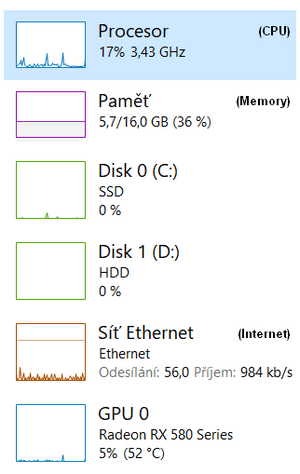 Procesor (CPU)
17% 3,43 GHz
Paměť (Memory)
5,7/16,0 GB (36 %)
Disk 0 (C:)
SSD
0 %
Disk 1 (D:)
HDD
0 %
Síť Ethernet (Internet)
Ethernet
Odesílání: 56,0 Příjem: 984 kb/s
GPU 0
Radeon RX 580 Series
5% (52 °C)